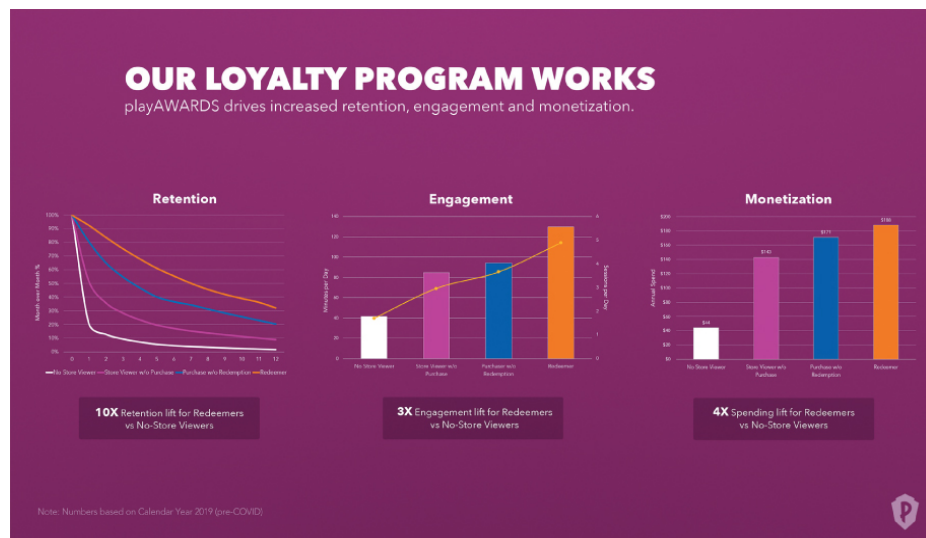 OUR LOYALTY PROGRAM WORKS
playAWARDS drives increased retention, engagement and monetization.
Retention
100%
90%
80%
70%
60%
50%
40%
30%
20%
10%
0%
Month over Month %
0 1 2 3 4 5 6 7 8 9 10 11 12
No Store Viewer Store Viewer w/o Purchase Purchase w/o Redemption Redeemer
10X Retention lift for Redeemers
vs No-Store Viewers
Engagement
140
120
100
80
60
40
20
0
Minutes per Day
6
5
4
3
2
1
0
Sessions per Day
No Store Viewer Store Viewer w/o Purchase w/o Redeemer
Purchase Redemption
3X Engagement lift for Redeemers
vs No-Store Viewers
Monetization
$200
$180
$160
$140
$120
$100
$80
$60
$40
$20
$0
Annual Spend
$44 $171
No Store Viewer Store Viewer w/o Purchase w/o Redeemer
Purchase Redemption
4X Spending lift for Redeemers
vs No-Store Viewers
Note: Numbers based on Calendar Year 2019 (pre-COVID)
P